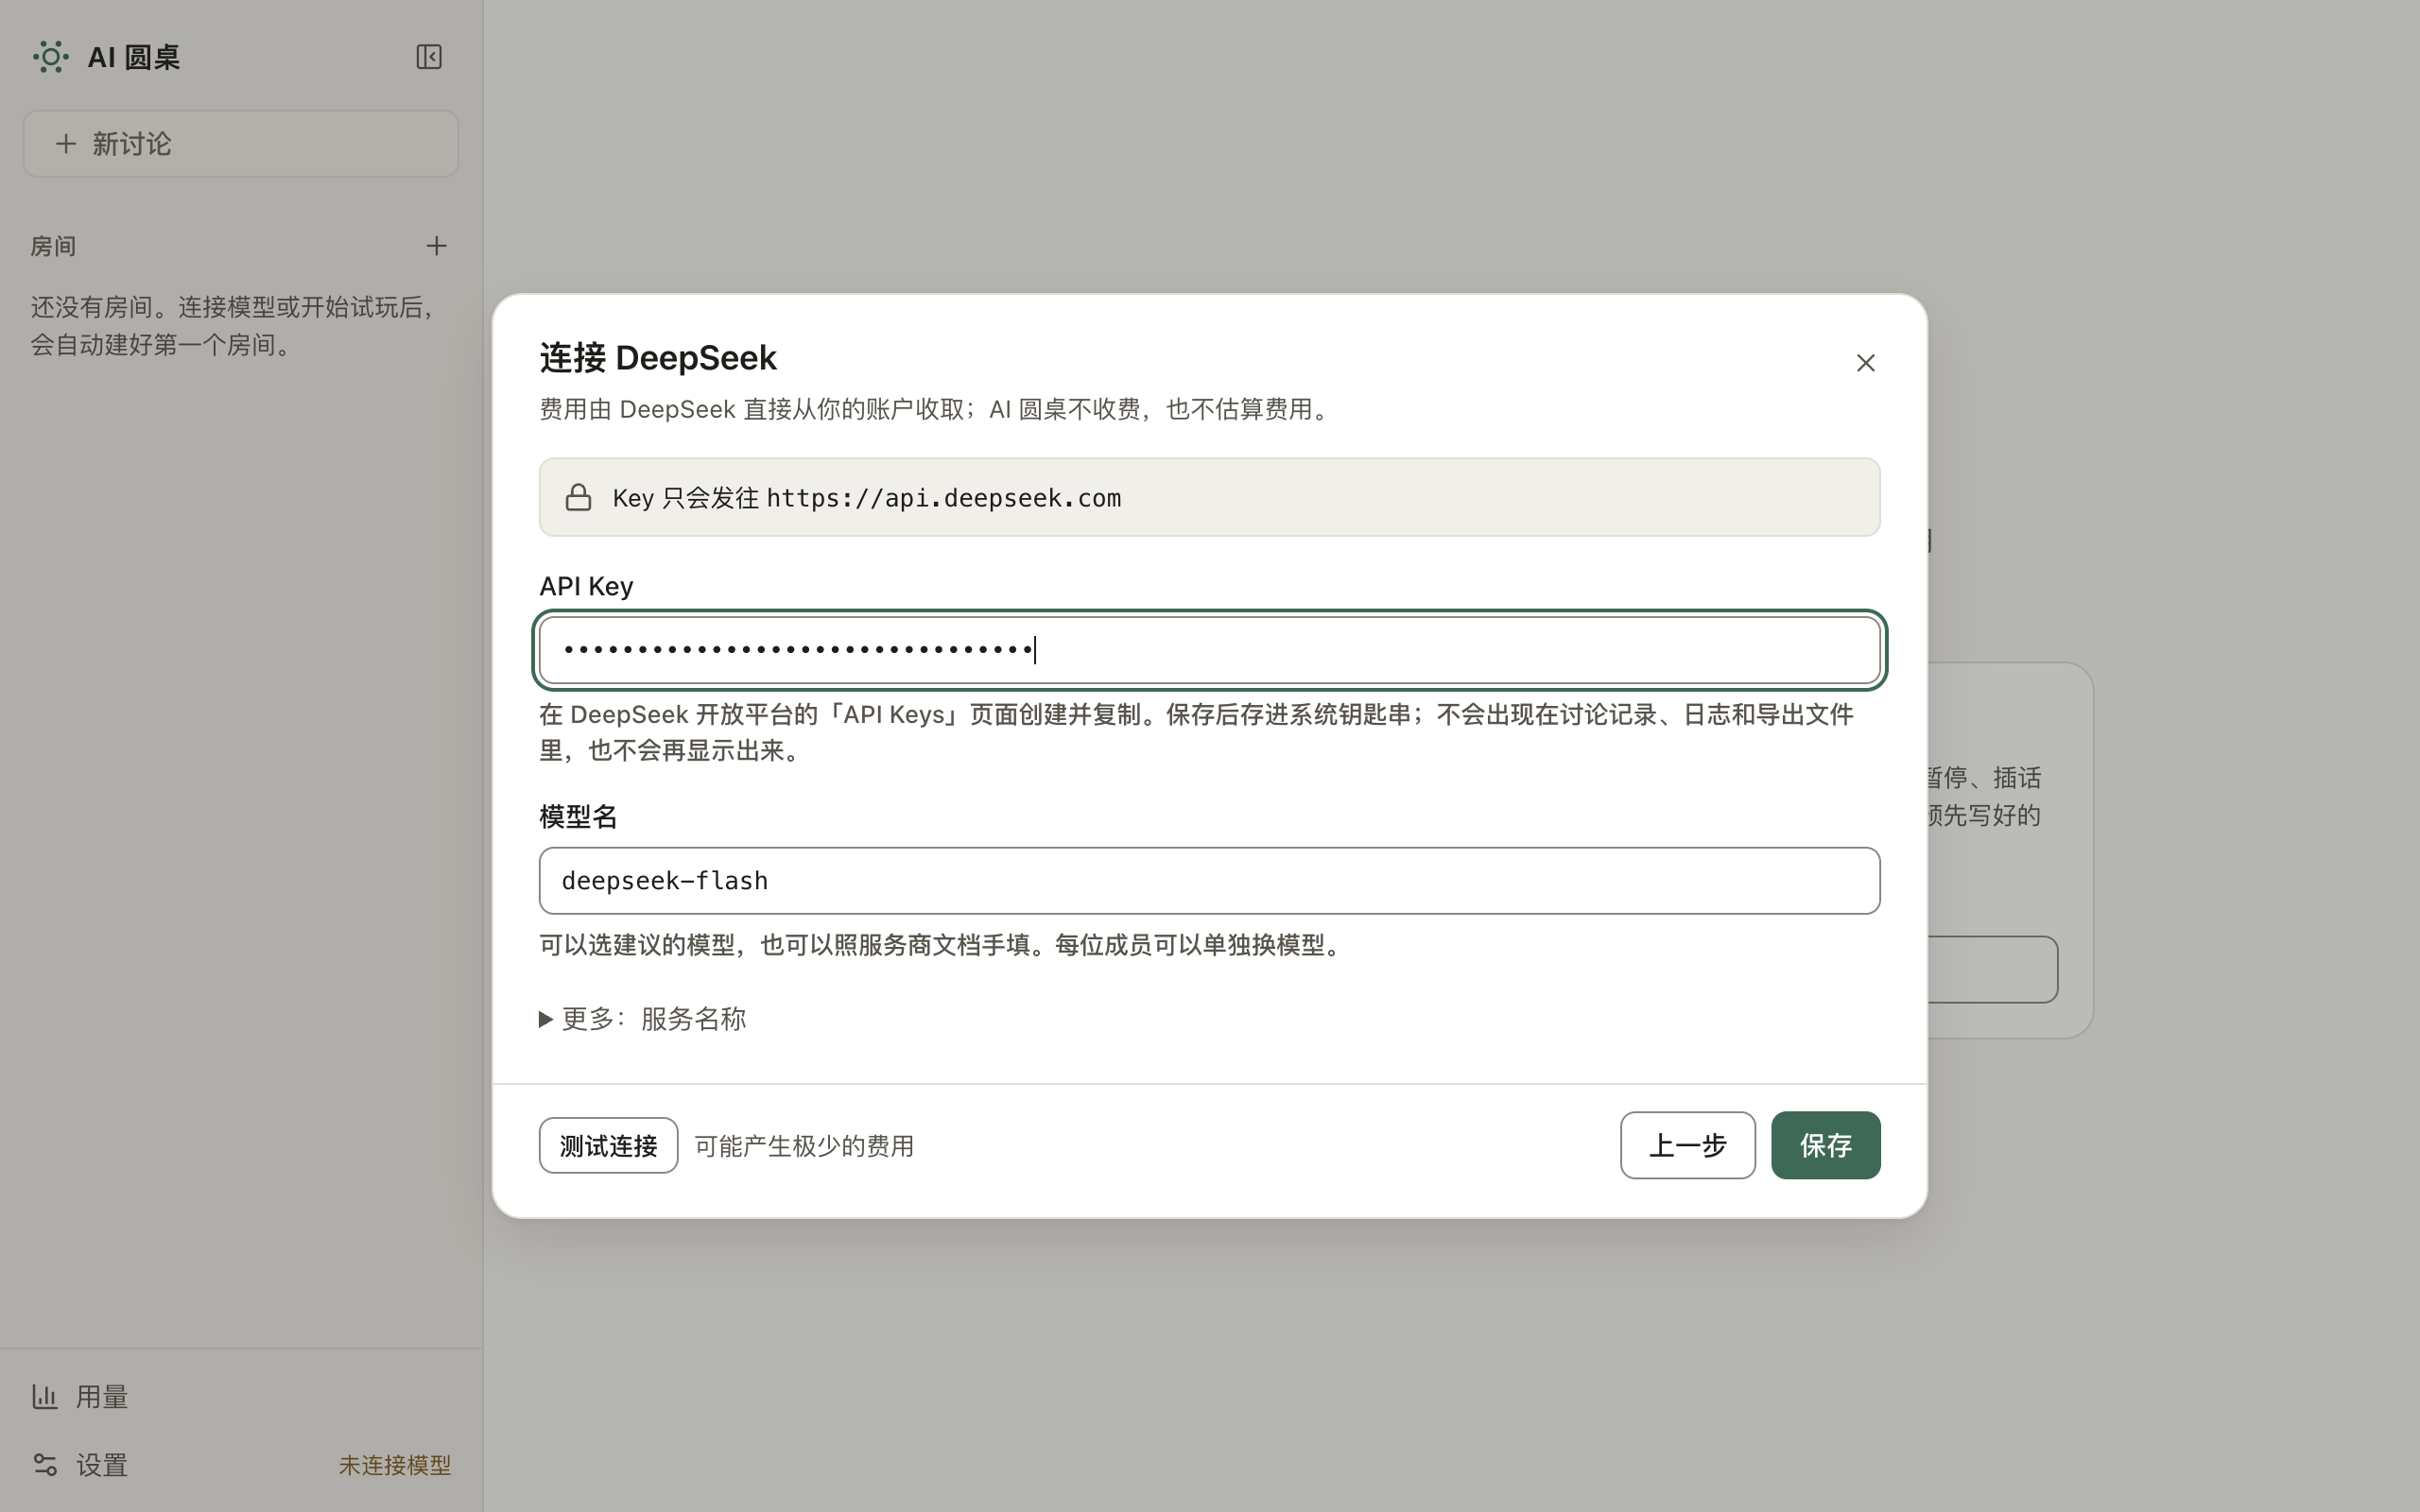 AI 圆桌
新讨论
房间
还没有房间。连接模型或开始试玩后，
会自动建好第一个房间。
连接 DeepSeek
费用由 DeepSeek 直接从你的账户收取；AI 圆桌不收费，也不估算费用。
Key 只会发往 https://api.deepseek.com
API Key
•••••••••••••••••••••••••••••••• 
在 DeepSeek 开放平台的「API Keys」页面创建并复制。保存后存进系统钥匙串；不会出现在讨论记录、日志和导出文件
里，也不会再显示出来。
模型名
deepseek-flash
可以选建议的模型，也可以照服务商文档手填。每位成员可以单独换模型。
更多：服务名称
测试连接
可能产生极少的费用
上一步
保存
暂停、插话
预先写好的
用量
设置
未连接模型